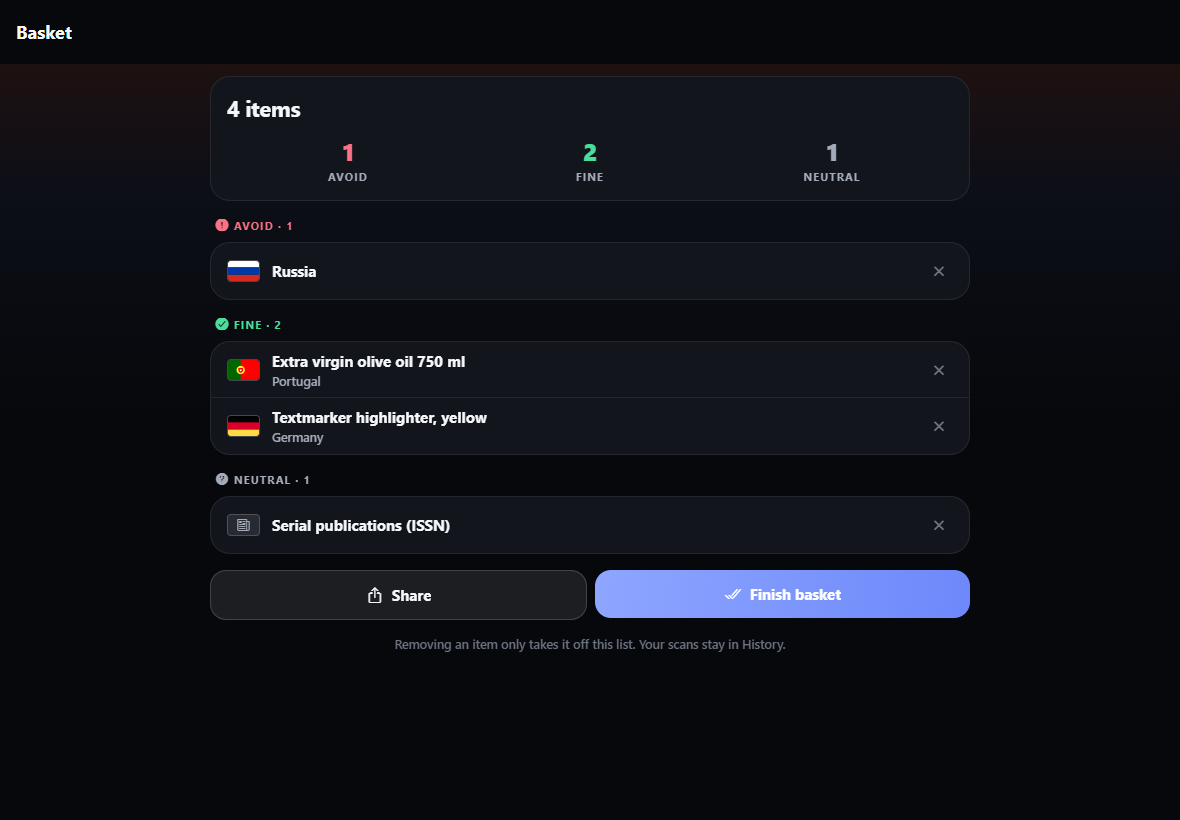 Basket
4 items
1
AVOID
2
FINE
1
NEUTRAL
AVOID · 1
Russia
FINE · 2
Extra virgin olive oil 750 ml
Portugal
Textmarker highlighter, yellow
Germany
NEUTRAL · 1
Serial publications (ISSN)
Share
Finish basket
Removing an item only takes it off this list. Your scans stay in History.